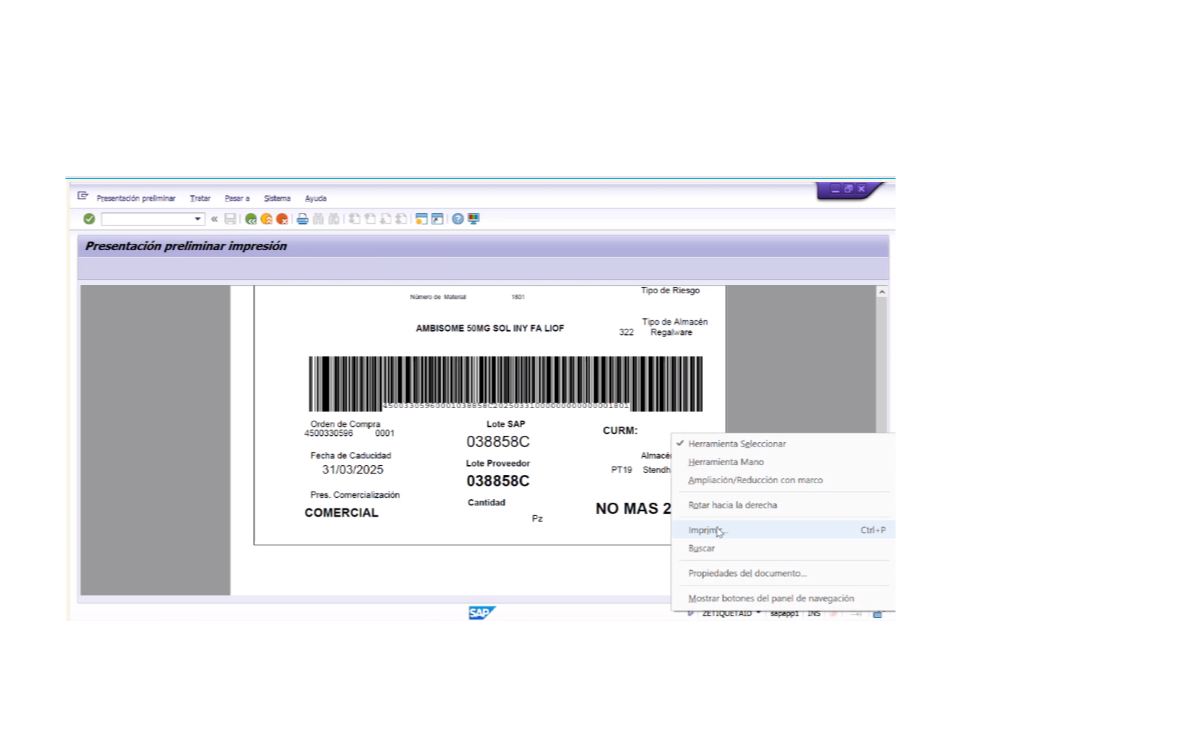 Presentación preliminar Tratar Pasar a Sistema Ayuda
Presentación preliminar impresión
Número de Material 1801
Tipo de Riesgo
AMBISOME 50MG SOL INY FA LIOF
322
Tipo de Almacén
Regalware
45003305960001038858C2025033100000000000000001801
Orden de Compra
4500330596 0001
Lote SAP
038858C
CURM:
Fecha de Caducidad
31/03/2025
Lote Proveedor
038858C
PT19 Stendh
Pres. Comercialización
COMERCIAL
Cantidad
Pz
NO MAS 2
Herramienta Seleccionar
Herramienta Mano
Ampliación/Reducción con marco
Rotar hacia la derecha
Imprimir... Ctrl+P
Buscar
Propiedades del documento...
Mostrar botones del panel de navegación
SAP
ZETIQUETAID sapapp1 INS